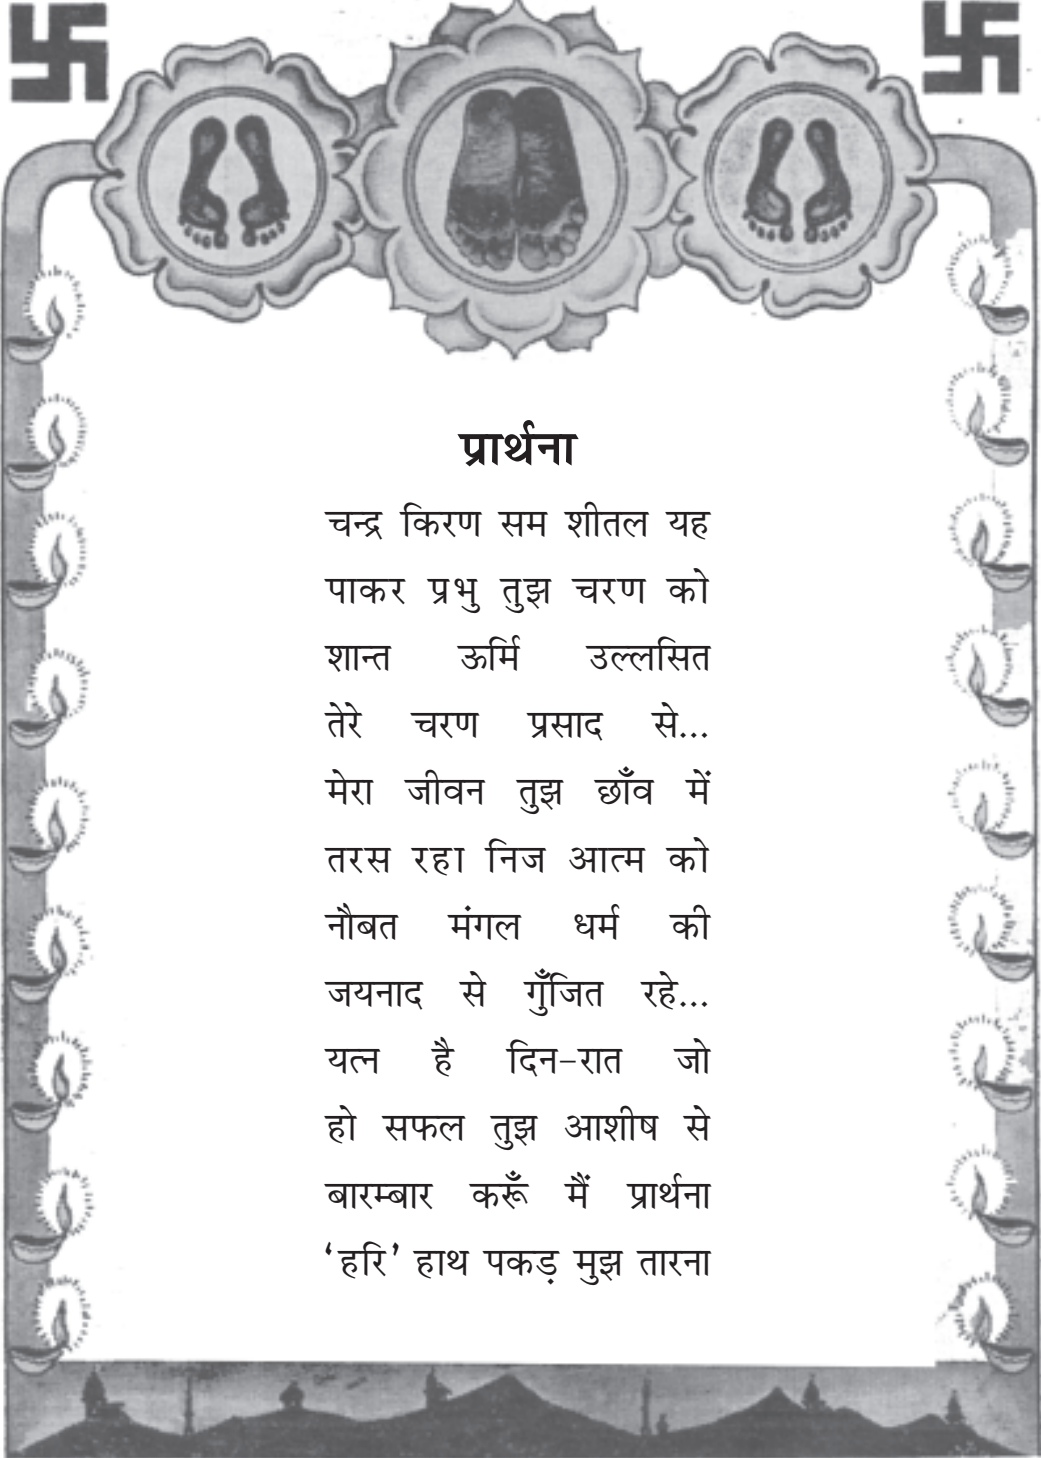 प्रार्थना
चन्द्र किरण सम शीतल यह
पाकर प्रभु तुझ चरण को
शान्त ऊर्मि उल्लसित
तेरे चरण प्रसाद से...
मेरा जीवन तुझ छाँव में
तरस रहा निज आत्म को
नौबत मंगल धर्म की
जयनाद से गुँजित रहे...
यत्न है दिन-रात जो
हो सफल तुझ आशीष से
बारम्बार करूँ मैं प्रार्थना
‘हरि’ हाथ पकड़ मुझ तारना